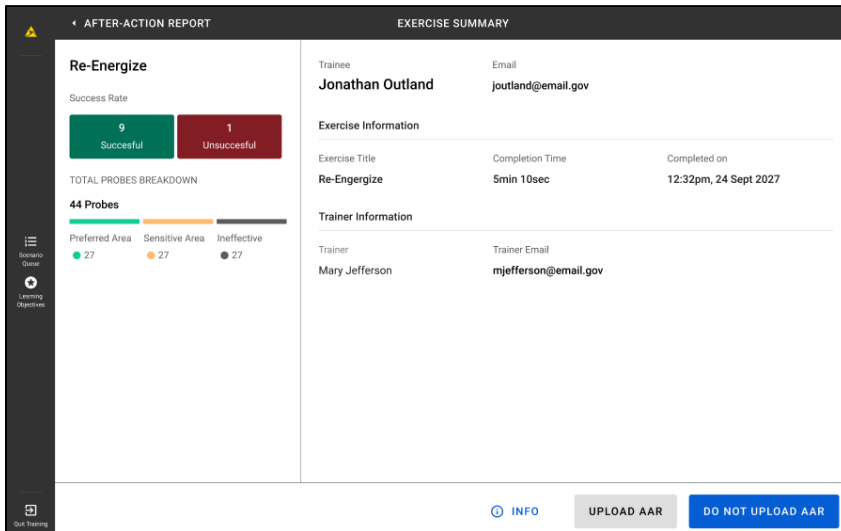 AFTER-ACTION REPORT
EXERCISE SUMMARY
Re-Energize
Success Rate
9
Succesful
1
Unsuccesful
TOTAL PROBES BREAKDOWN
44 Probes
Preferred Area Sensitive Area Ineffective
27 27 27
Trainee Email
Jonathan Outland joutland@email.gov
Exercise Information
Exercise Title Completion Time Completed on
Re-Engergize 5min 10sec 12:32pm, 24 Sept 2027
Trainer Information
Trainer Trainer Email
Mary Jefferson mjefferson@email.gov
Scenario
Queue
Learning
Objectives
Quit Training
INFO UPLOAD AAR DO NOT UPLOAD AAR